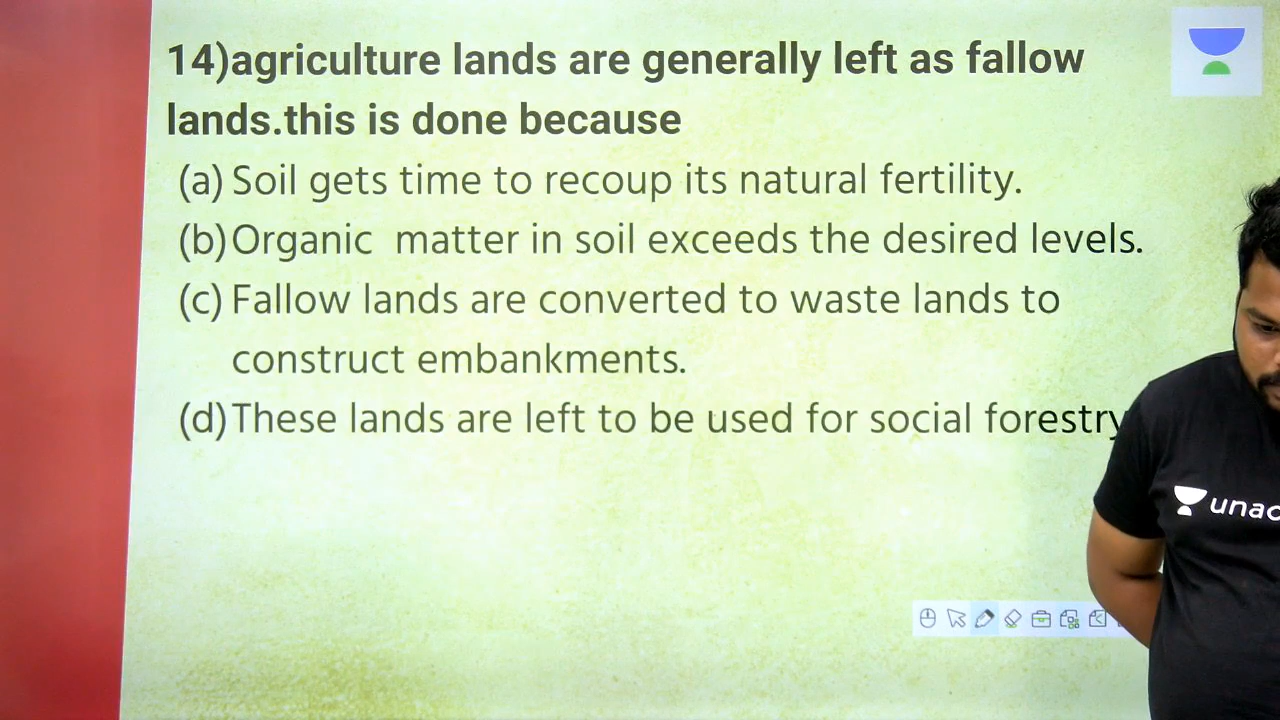 14)agriculture lands are generally left as fallow
lands.this is done because
(a) Soil gets time to recoup its natural fertility.
(b) Organic matter in soil exceeds the desired levels.
(c) Fallow lands are converted to waste lands to
construct embankments.
(d) These lands are left to be used for social forestry
unac